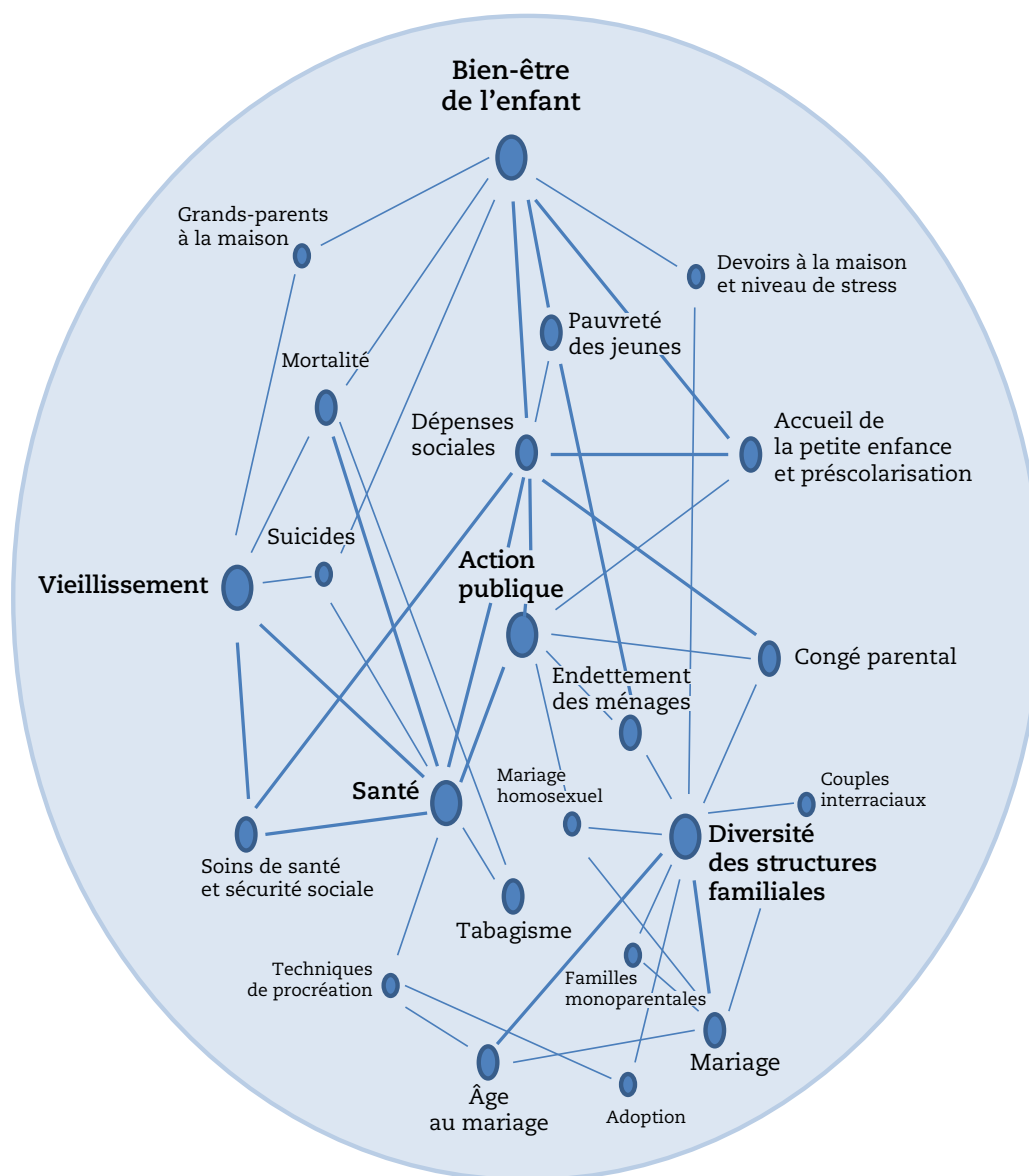 Bien-être
de l'enfant
Grands-parents
à la maison
Devoirs à la maison
et niveau de stress
Pauvreté
des jeunes
Mortalité
Dépenses
sociales
Accueil de
la petite enfance
et préscolarisation
Suicides
Vieillissement
Action
publique
Congé parental
Endettement
des ménages
Santé
Mariage
homosexuel
Couples
interraciaux
Diversité
des structures
familiales
Soins de santé
et sécurité sociale
Tabagisme
Techniques
de procréation
Familles
monoparentales
Mariage
Âge
au mariage
Adoption